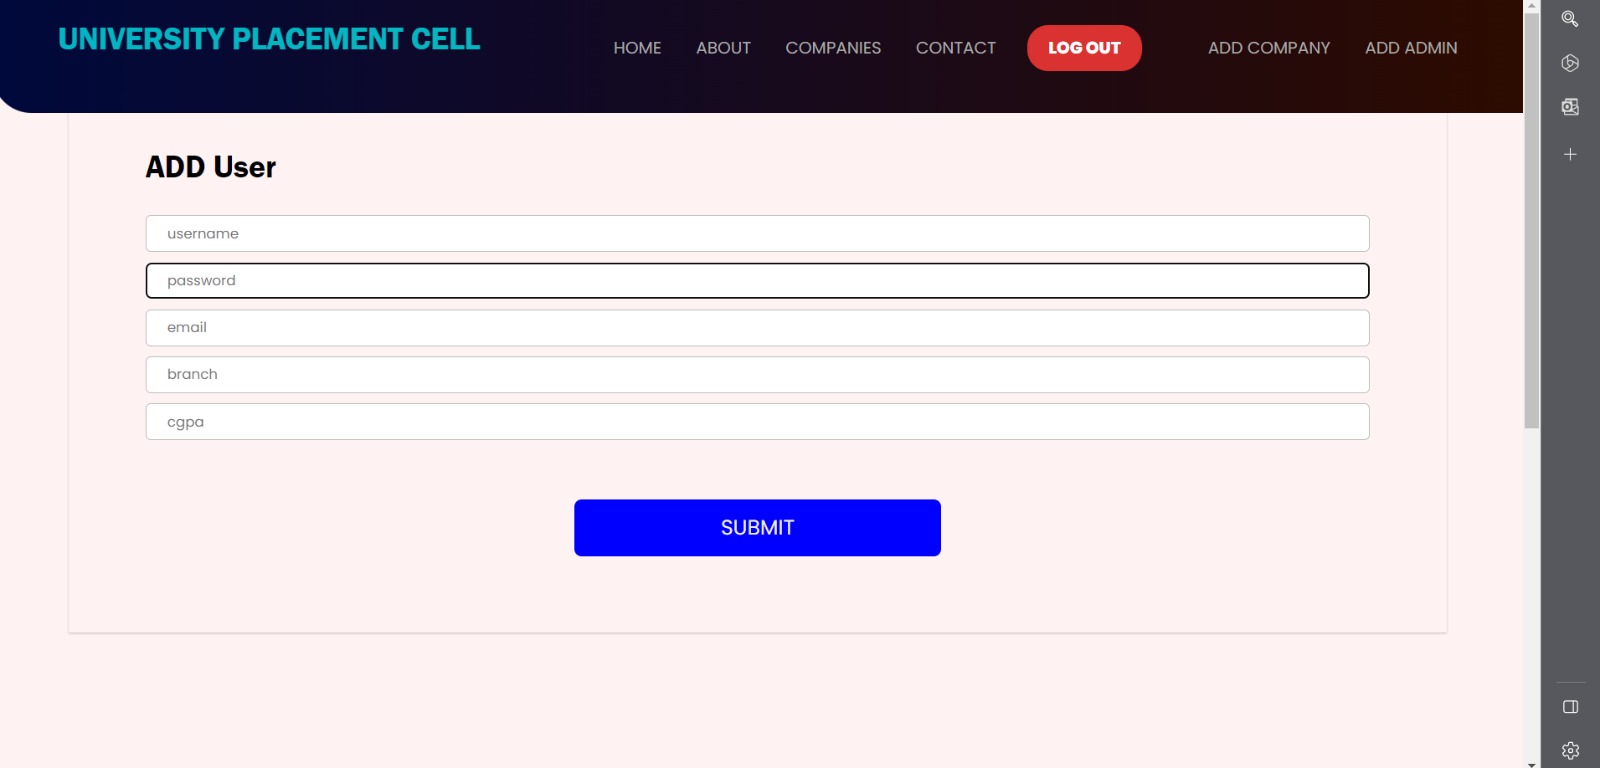 UNIVERSITY PLACEMENT CELL
HOME ABOUT COMPANIES CONTACT LOG OUT ADD COMPANY ADD ADMIN
ADD User
username
password
email
branch
cgpa
SUBMIT